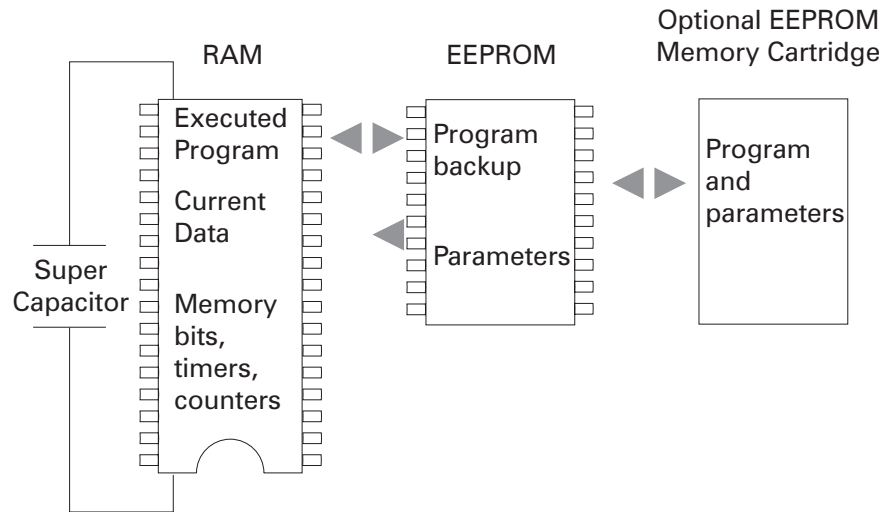 Optional EEPROM
Memory Cartridge
RAM
EEPROM
Executed
Program
Current
Data
Memory
bits,
timers,
counters
Super
Capacitor
Program
backup
Parameters
Program
and
parameters